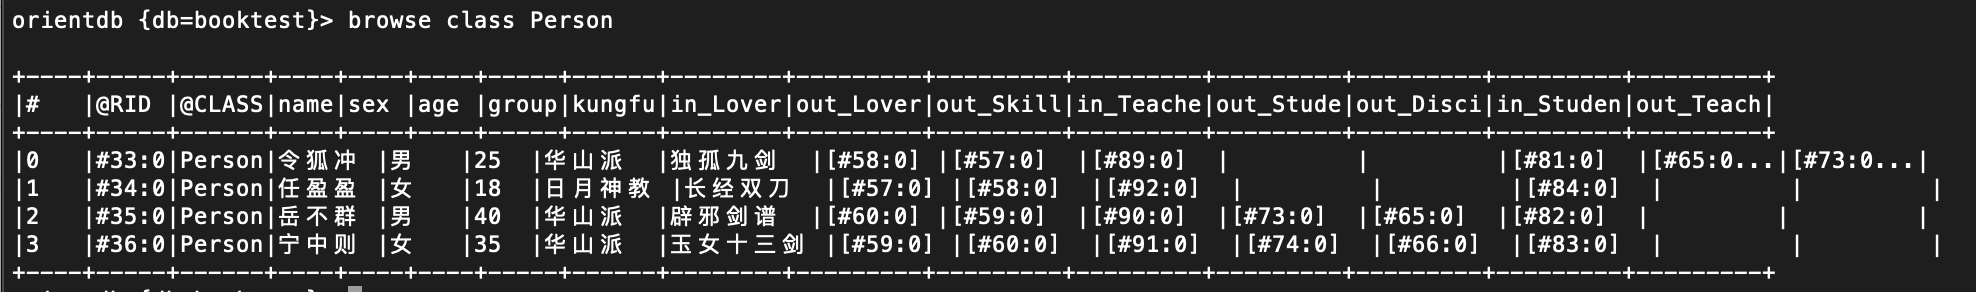 orientdb {db=booktest}> browse class Person
+----+-----+------+----+----+----+-----+------+--------+---------+---------+---------+---------+---------+---------+---------+
|#   |@RID |@CLASS|name|sex |age |group|kungfu|in_Lover|out_Lover|out_Skill|in_Teache|out_Stude|out_Disci|in_Studen|out_Teach|
+----+-----+------+----+----+----+-----+------+--------+---------+---------+---------+---------+---------+---------+---------+
|0   |#33:0|Person|令狐冲 |男   |25  |华山派  |独孤九剑  |[#58:0] |[#57:0]  |[#89:0]  |         |         |[#81:0]  |[#65:0...|[#73:0...|
|1   |#34:0|Person|任盈盈 |女   |18  |日月神教 |长经双刀  |[#57:0] |[#58:0]  |[#92:0]  |         |         |[#84:0]  |         |         |
|2   |#35:0|Person|岳不群 |男   |40  |华山派  |辟邪剑谱  |[#60:0] |[#59:0]  |[#90:0]  |[#73:0]  |[#65:0]  |[#82:0]  |         |         |
|3   |#36:0|Person|宁中则 |女   |35  |华山派  |玉女十三剑 |[#59:0] |[#60:0]  |[#91:0]  |[#74:0]  |[#66:0]  |[#83:0]  |         |         |
+----+-----+------+----+----+----+-----+------+--------+---------+---------+---------+---------+---------+---------+---------+